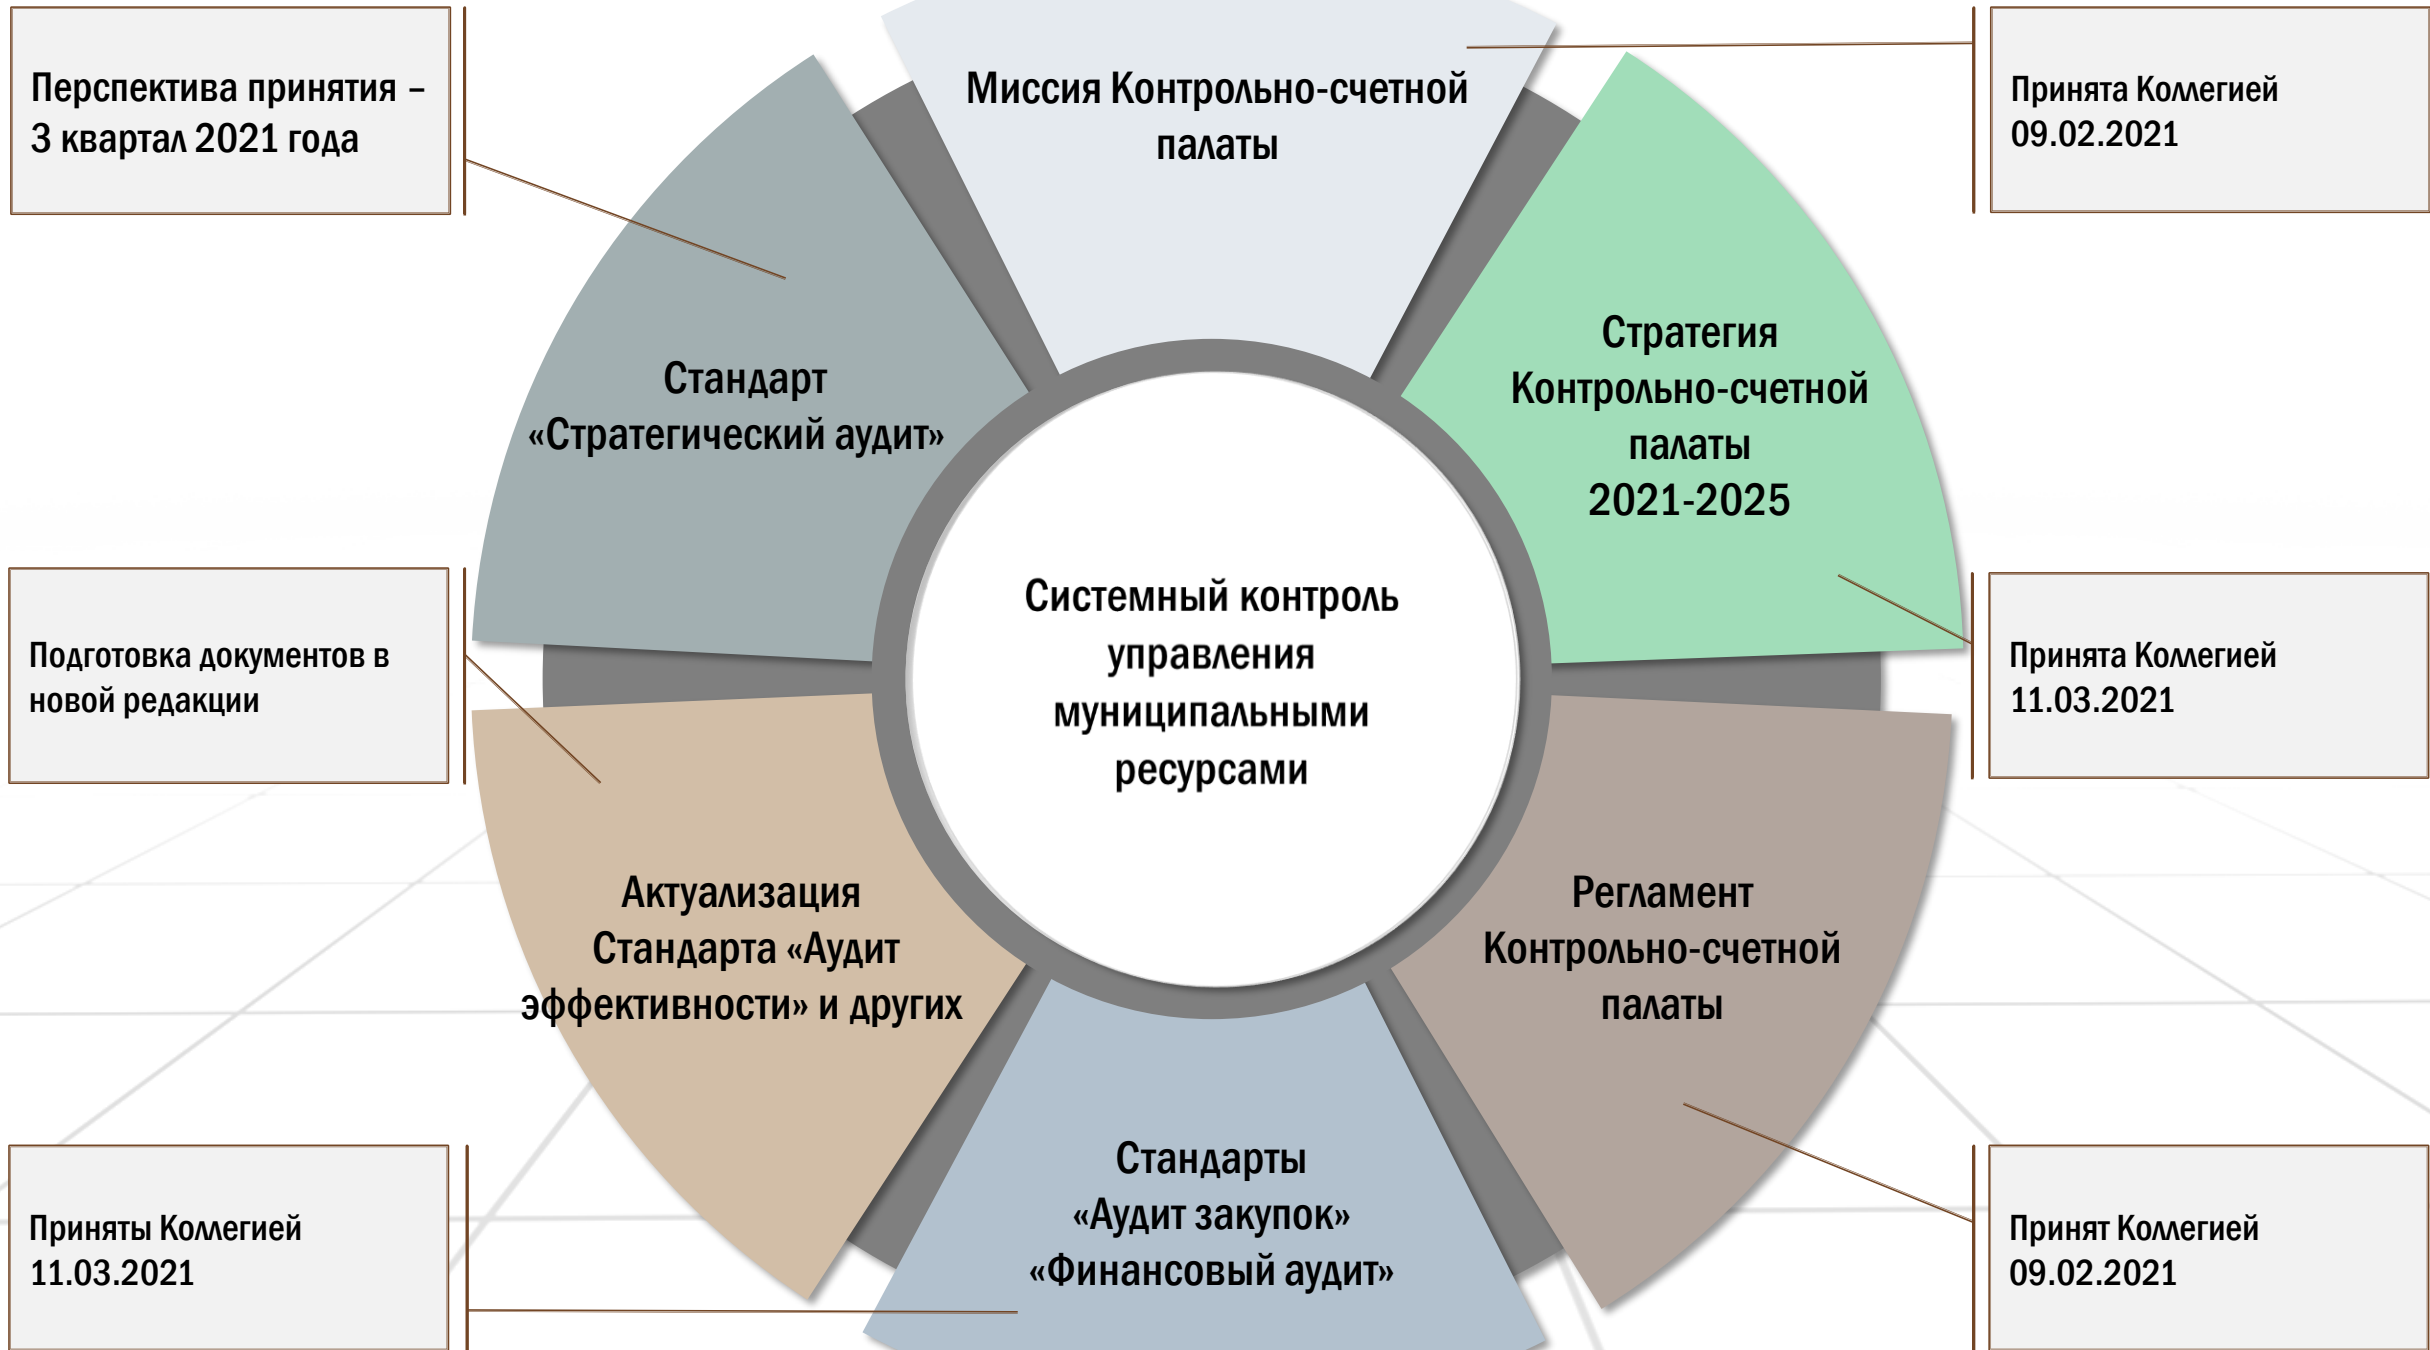 Перспектива принятия –
3 квартал 2021 года
Миссия Контрольно-счетной
палаты
Принята Коллегией
09.02.2021
Стратегия
Контрольно-счетной
палаты
2021-2025
Стандарт
«Стратегический аудит»
Системный контроль
управления
муниципальными
ресурсами
Подготовка документов в
новой редакции
Принята Коллегией
11.03.2021
Актуализация
Стандарта «Аудит
эффективности» и других
Регламент
Контрольно-счетной
палаты
Стандарты
«Аудит закупок»
«Финансовый аудит»
Приняты Коллегией
11.03.2021
Принят Коллегией
09.02.2021